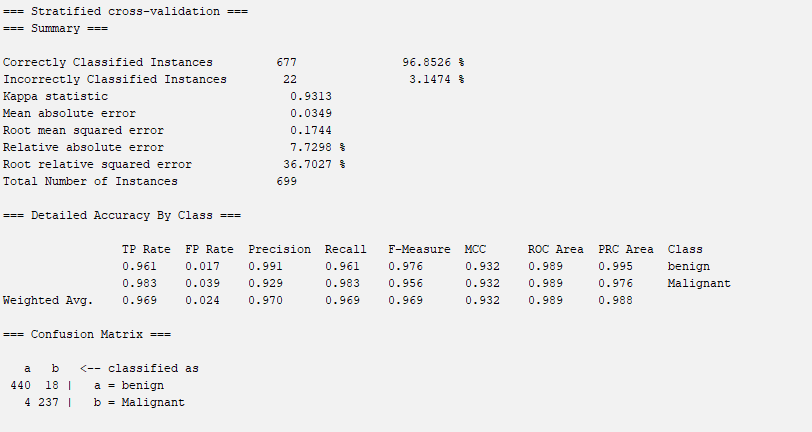 === Stratified cross-validation ===
=== Summary ===
Correctly Classified Instances 677 96.8526 %
Incorrectly Classified Instances 22 3.1474 %
Kappa statistic 0.9313
Mean absolute error 0.0349
Root mean squared error 0.1744
Relative absolute error 7.7298 %
Root relative squared error 36.7027 %
Total Number of Instances 699
=== Detailed Accuracy By Class ===
TP Rate FP Rate Precision Recall F-Measure MCC ROC Area PRC Area Class
0.961 0.017 0.991 0.961 0.976 0.932 0.989 0.995 benign
0.983 0.039 0.929 0.983 0.956 0.932 0.989 0.976 Malignant
Weighted Avg. 0.969 0.024 0.970 0.969 0.969 0.932 0.989 0.988
=== Confusion Matrix ===
a b <-- classified as
440 18 | a = benign
4 237 | b = Malignant